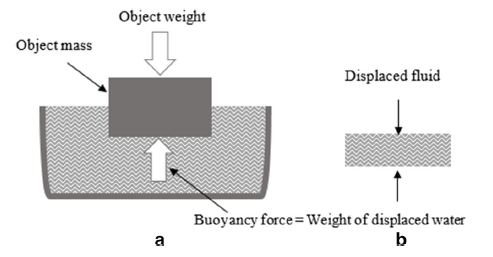 Object weight
Object mass
Displaced fluid
Buoyancy force = Weight of displaced water
a
b